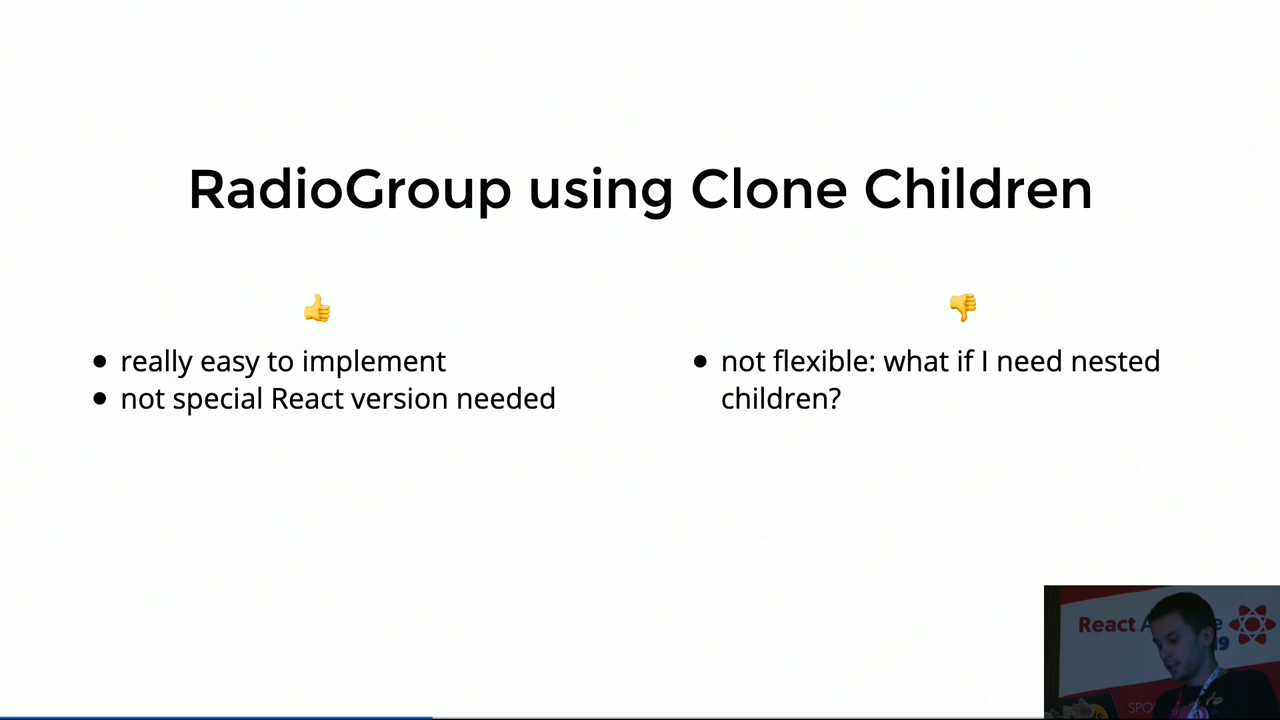 RadioGroup using Clone Children
👍
👎
● really easy to implement
● not special React version needed
● not flexible: what if I need nested
children?
React